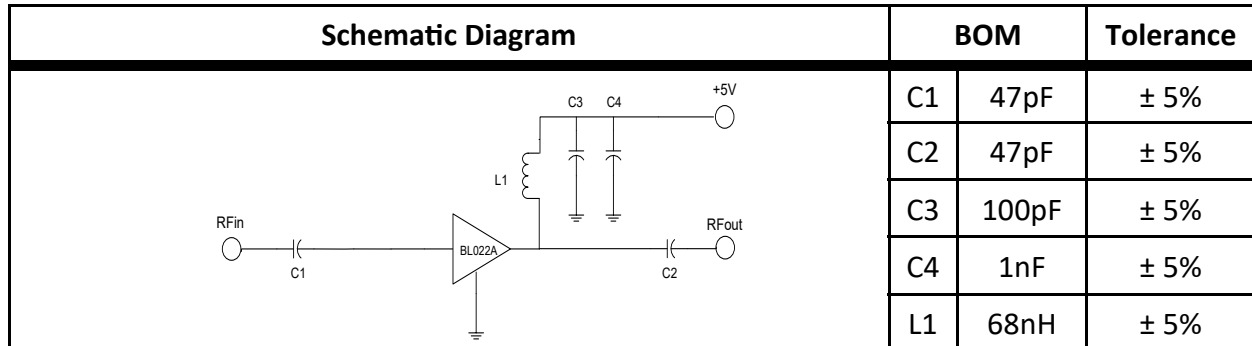 Schematic Diagram BOM Tolerance
C3 C4 +5V
L1
RFin BL022A RFout
C1 C2
C1 47pF ± 5%
C2 47pF ± 5%
C3 100pF ± 5%
C4 1nF ± 5%
L1 68nH ± 5%